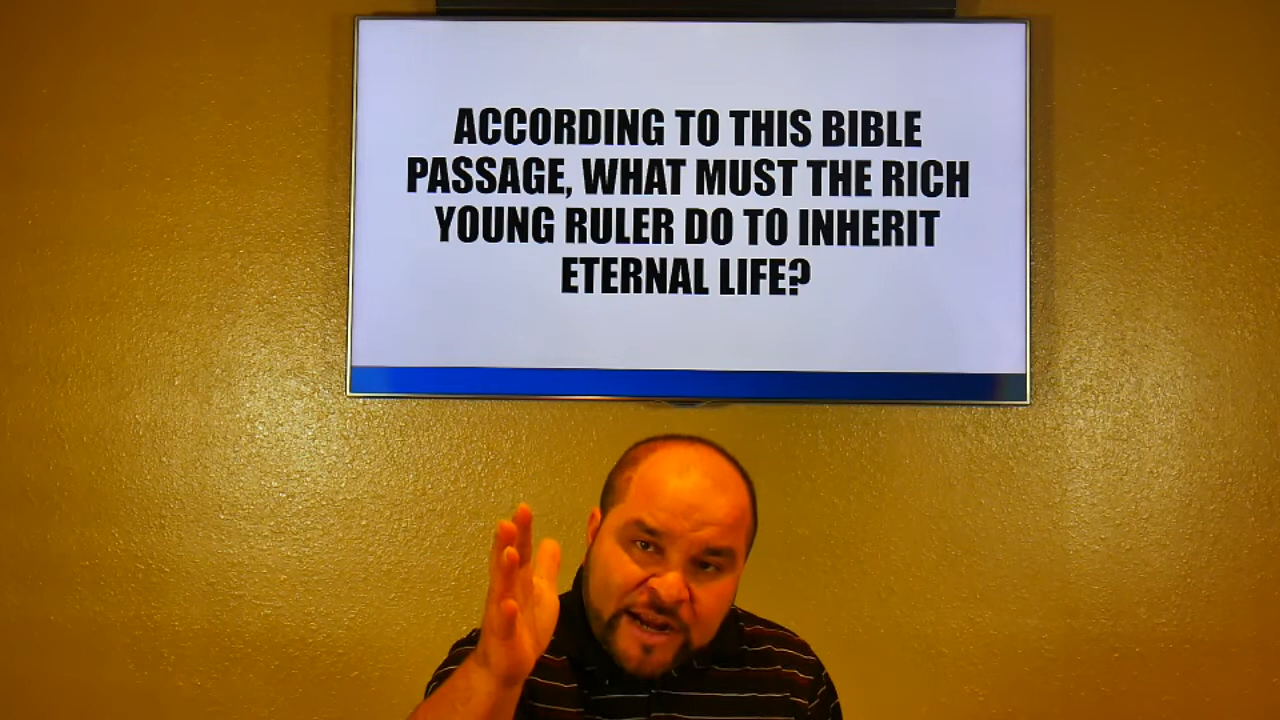 ACCORDING TO THIS BIBLE
PASSAGE, WHAT MUST THE RICH
YOUNG RULER DO TO INHERIT
ETERNAL LIFE?